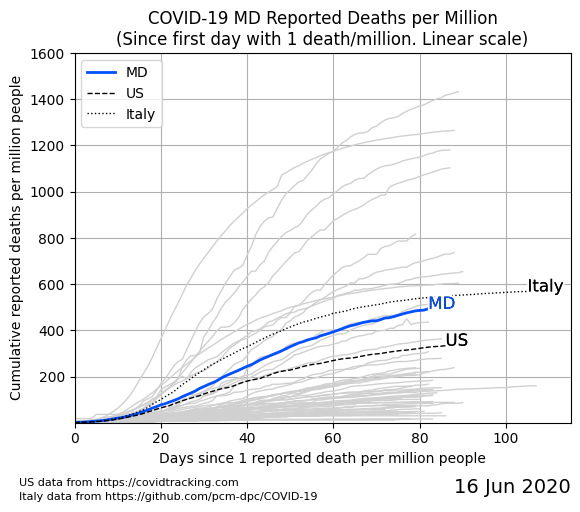 COVID-19 MD Reported Deaths per Million
(Since first day with 1 death/million. Linear scale)
1600
1400
1200
1000
800
600
400
200
Cumulative reported deaths per million people
MD
US
Italy
Italy
MD
US
0 20 40 60 80 100
Days since 1 reported death per million people
US data from https://covidtracking.com
Italy data from https://github.com/pcm-dpc/COVID-19
16 Jun 2020